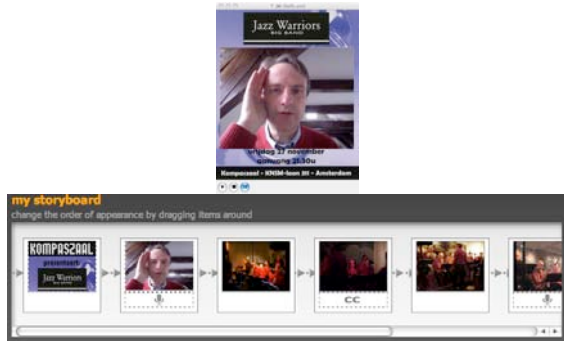 Jazz Warriors
BIG BAND
vrijdag 27 november
aanvang 21.30u
Kompaszaal • KNSM-laan 311 • Amsterdam
my storyboard
change the order of appearance by dragging items around
KOMPASZAAL
presenteert
Jazz Warriors
CC